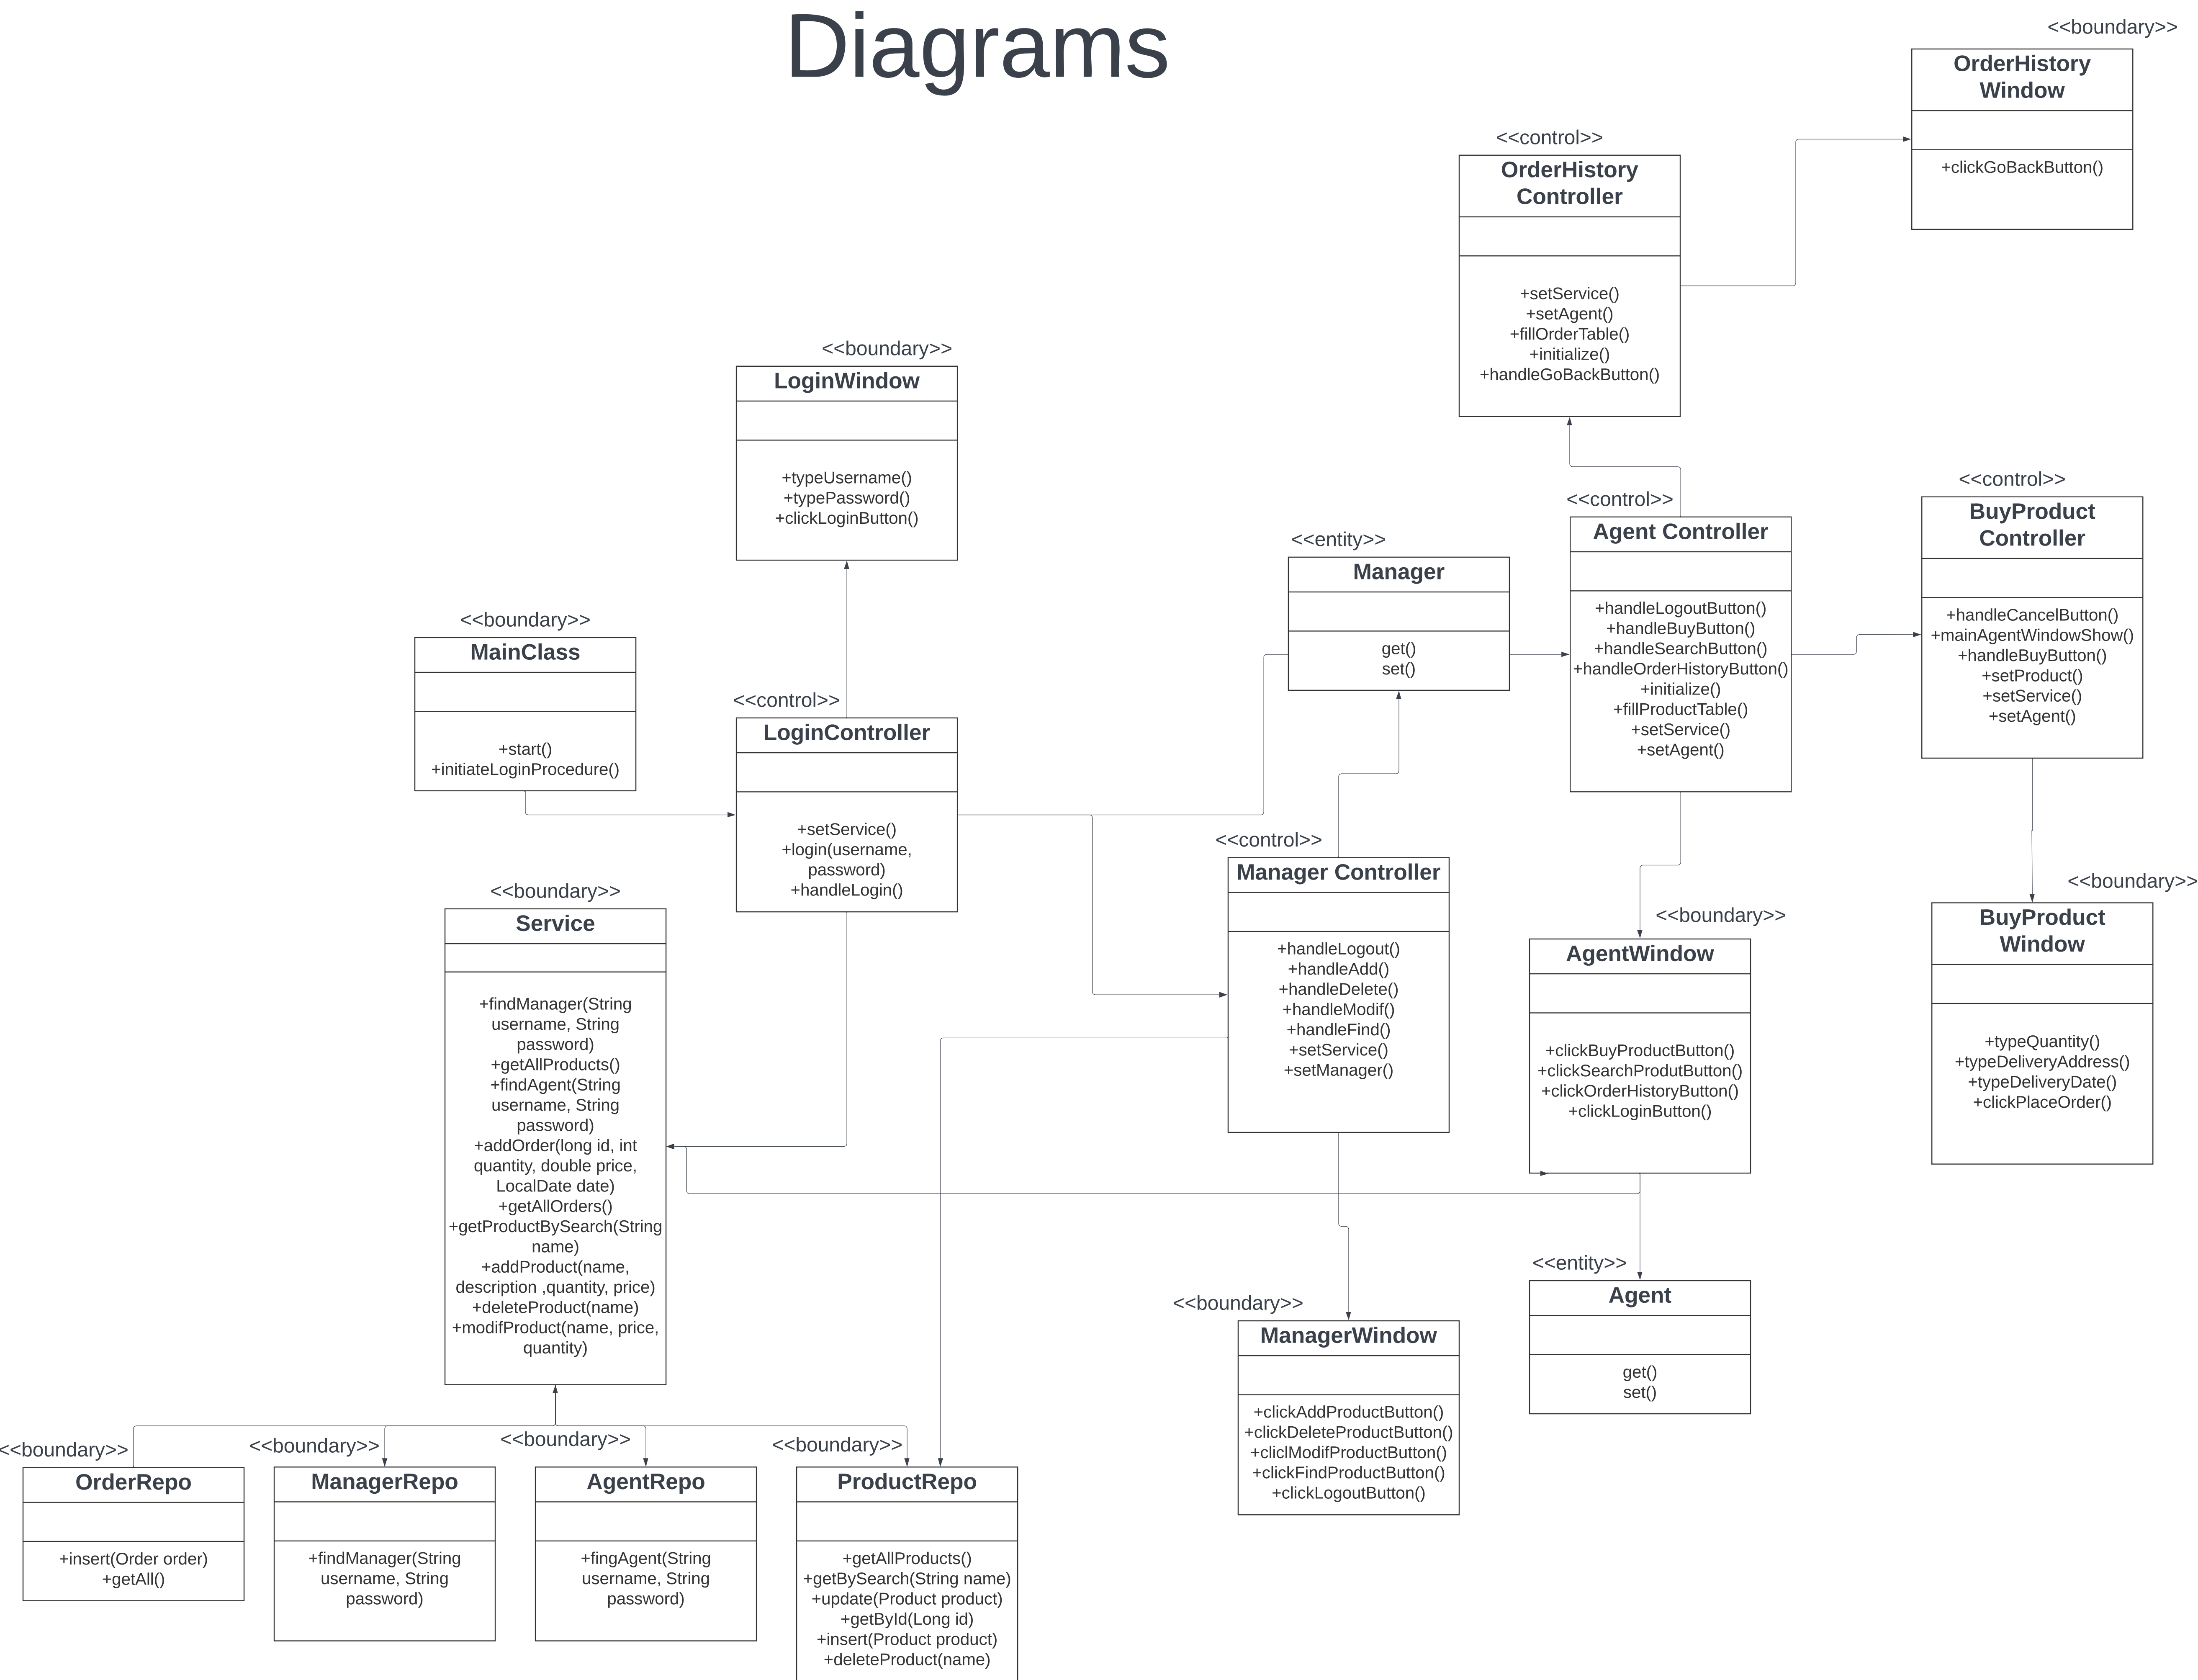 Diagrams
<<boundary>>
OrderHistory
Window
+clickGoBackButton()
<<control>>
OrderHistory
Controller
+setService()
+setAgent()
+fillOrderTable()
+initialize()
+handleGoBackButton()
<<boundary>>
LoginWindow
+typeUsername()
+typePassword()
+clickLoginButton()
<<control>>
BuyProduct
Controller
+handleCancelButton()
+mainAgentWindowShow()
+handleBuyButton()
+setProduct()
+setService()
+setAgent()
<<control>>
Agent Controller
+handleLogoutButton()
+handleBuyButton()
+handleSearchButton()
+handleOrderHistoryButton()
+initialize()
+fillProductTable()
+setService()
+setAgent()
<<entity>>
Manager
get()
set()
<<boundary>>
MainClass
+start()
+initiateLoginProcedure()
<<control>>
LoginController
+setService()
+login(username,
password)
+handleLogin()
<<control>>
Manager Controller
+handleLogout()
+handleAdd()
+handleDelete()
+handleModif()
+handleFind()
+setService()
+setManager()
<<boundary>>
BuyProduct
Window
+typeQuantity()
+typeDeliveryAddress()
+typeDeliveryDate()
+clickPlaceOrder()
<<boundary>>
Service
+findManager(String
username, String
password)
+getAllProducts()
+findAgent(String
username, String
password)
+addOrder(long id, int
quantity, double price,
LocalDate date)
+getAllOrders()
+getProductBySearch(String
name)
+addProduct(name,
description ,quantity, price)
+deleteProduct(name)
+modifProduct(name, price,
quantity)
<<boundary>>
AgentWindow
+clickBuyProductButton()
+clickSearchProdutButton()
+clickOrderHistoryButton()
+clickLoginButton()
<<entity>>
Agent
get()
set()
<<boundary>>
ManagerWindow
+clickAddProductButton()
+clickDeleteProductButton()
+cliclModifProductButton()
+clickFindProductButton()
+clickLogoutButton()
<<boundary>>
OrderRepo
+insert(Order order)
+getAll()
<<boundary>>
ManagerRepo
+findManager(String
username, String
password)
<<boundary>>
AgentRepo
+fingAgent(String
username, String
password)
<<boundary>>
ProductRepo
+getAllProducts()
+getBySearch(String name)
+update(Product product)
+getById(Long id)
+insert(Product product)
+deleteProduct(name)